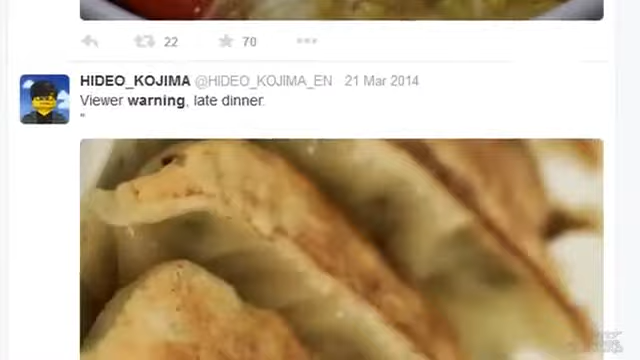 22 70
HIDEO_KOJIMA @HIDEO_KOJIMA_EN 21 Mar 2014
Viewer warning, late dinner.
"